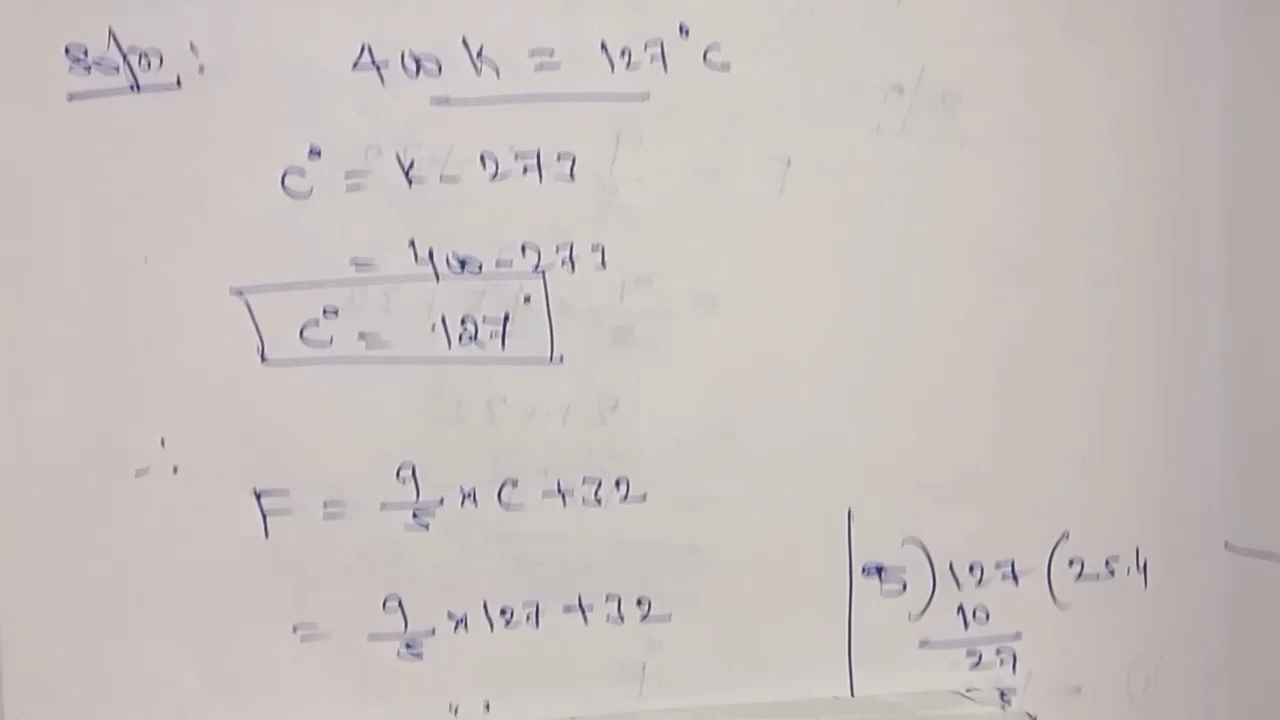 Soln:
400 K = 127°C
C° = K - 273
= 400 - 273
C° = 127°
∴
F = 9/5 × C + 32
= 9/5 × 127 + 32
5) 127 (25.4
10
27